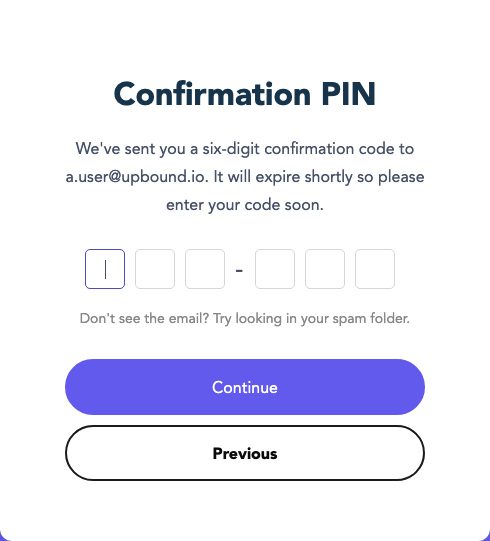 Confirmation PIN
We've sent you a six-digit confirmation code to
a.user@upbound.io. It will expire shortly so please
enter your code soon.
-
Don't see the email? Try looking in your spam folder.
Continue
Previous